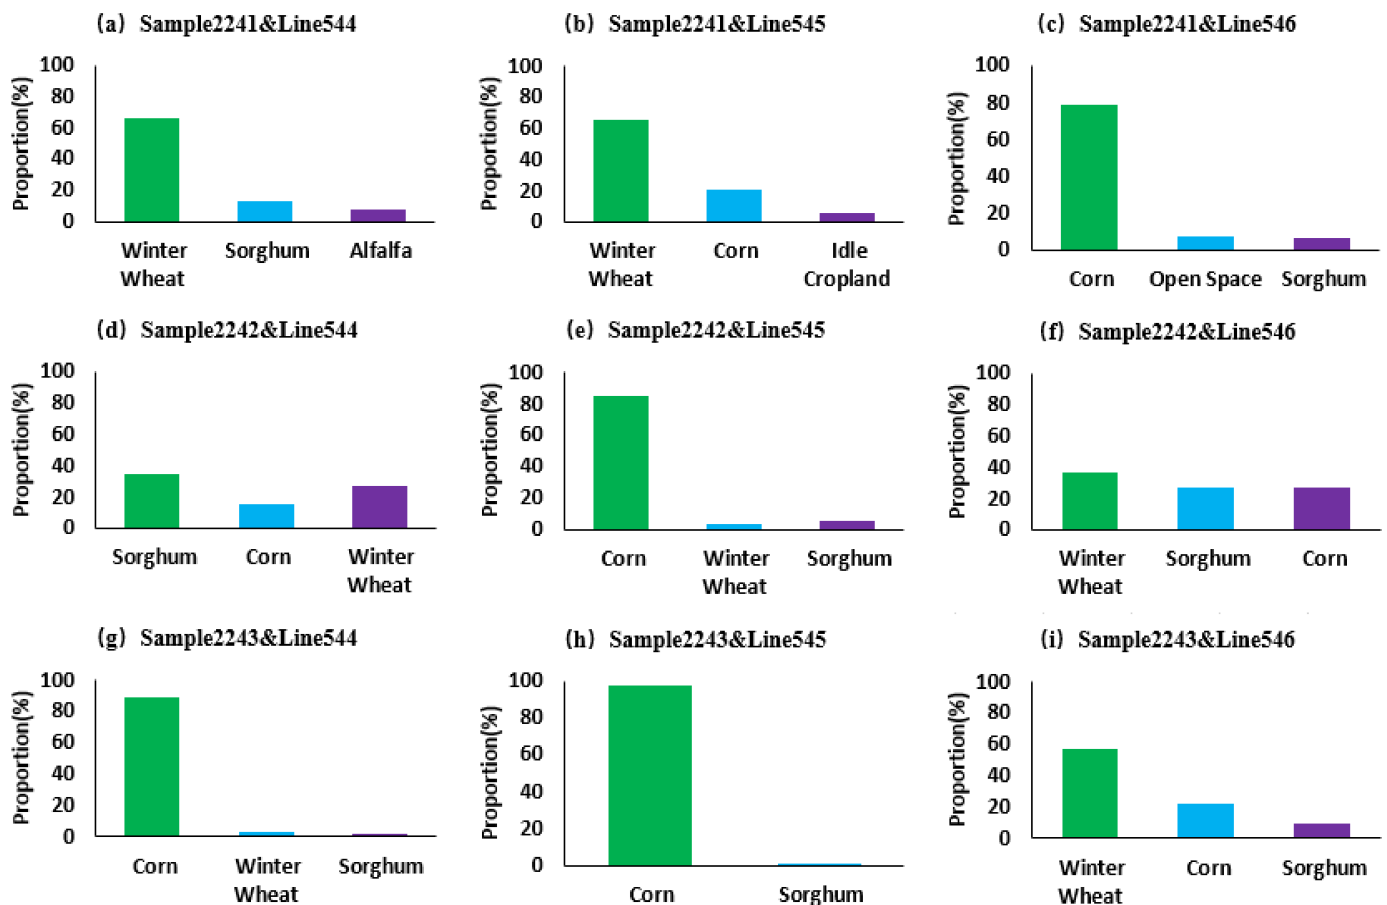 (a) Sample2241&Line544
Proportion(%)
100
80
60
40
20
0
Winter Wheat
Sorghum
Alfalfa
(b) Sample2241&Line545
Proportion(%)
100
80
60
40
20
0
Winter Wheat
Corn
Idle Cropland
(c) Sample2241&Line546
Proportion(%)
100
80
60
40
20
0
Corn
Open Space
Sorghum
(d) Sample2242&Line544
Proportion(%)
100
80
60
40
20
0
Sorghum
Corn
Winter Wheat
(e) Sample2242&Line545
Proportion(%)
100
80
60
40
20
0
Corn
Winter Wheat
Sorghum
(f) Sample2242&Line546
Proportion(%)
100
80
60
40
20
0
Winter Wheat
Sorghum
Corn
(g) Sample2243&Line544
Proportion(%)
100
80
60
40
20
0
Corn
Winter Wheat
Sorghum
(h) Sample2243&Line545
Proportion(%)
100
80
60
40
20
0
Corn
Sorghum
(i) Sample2243&Line546
Proportion(%)
100
80
60
40
20
0
Winter Wheat
Corn
Sorghum